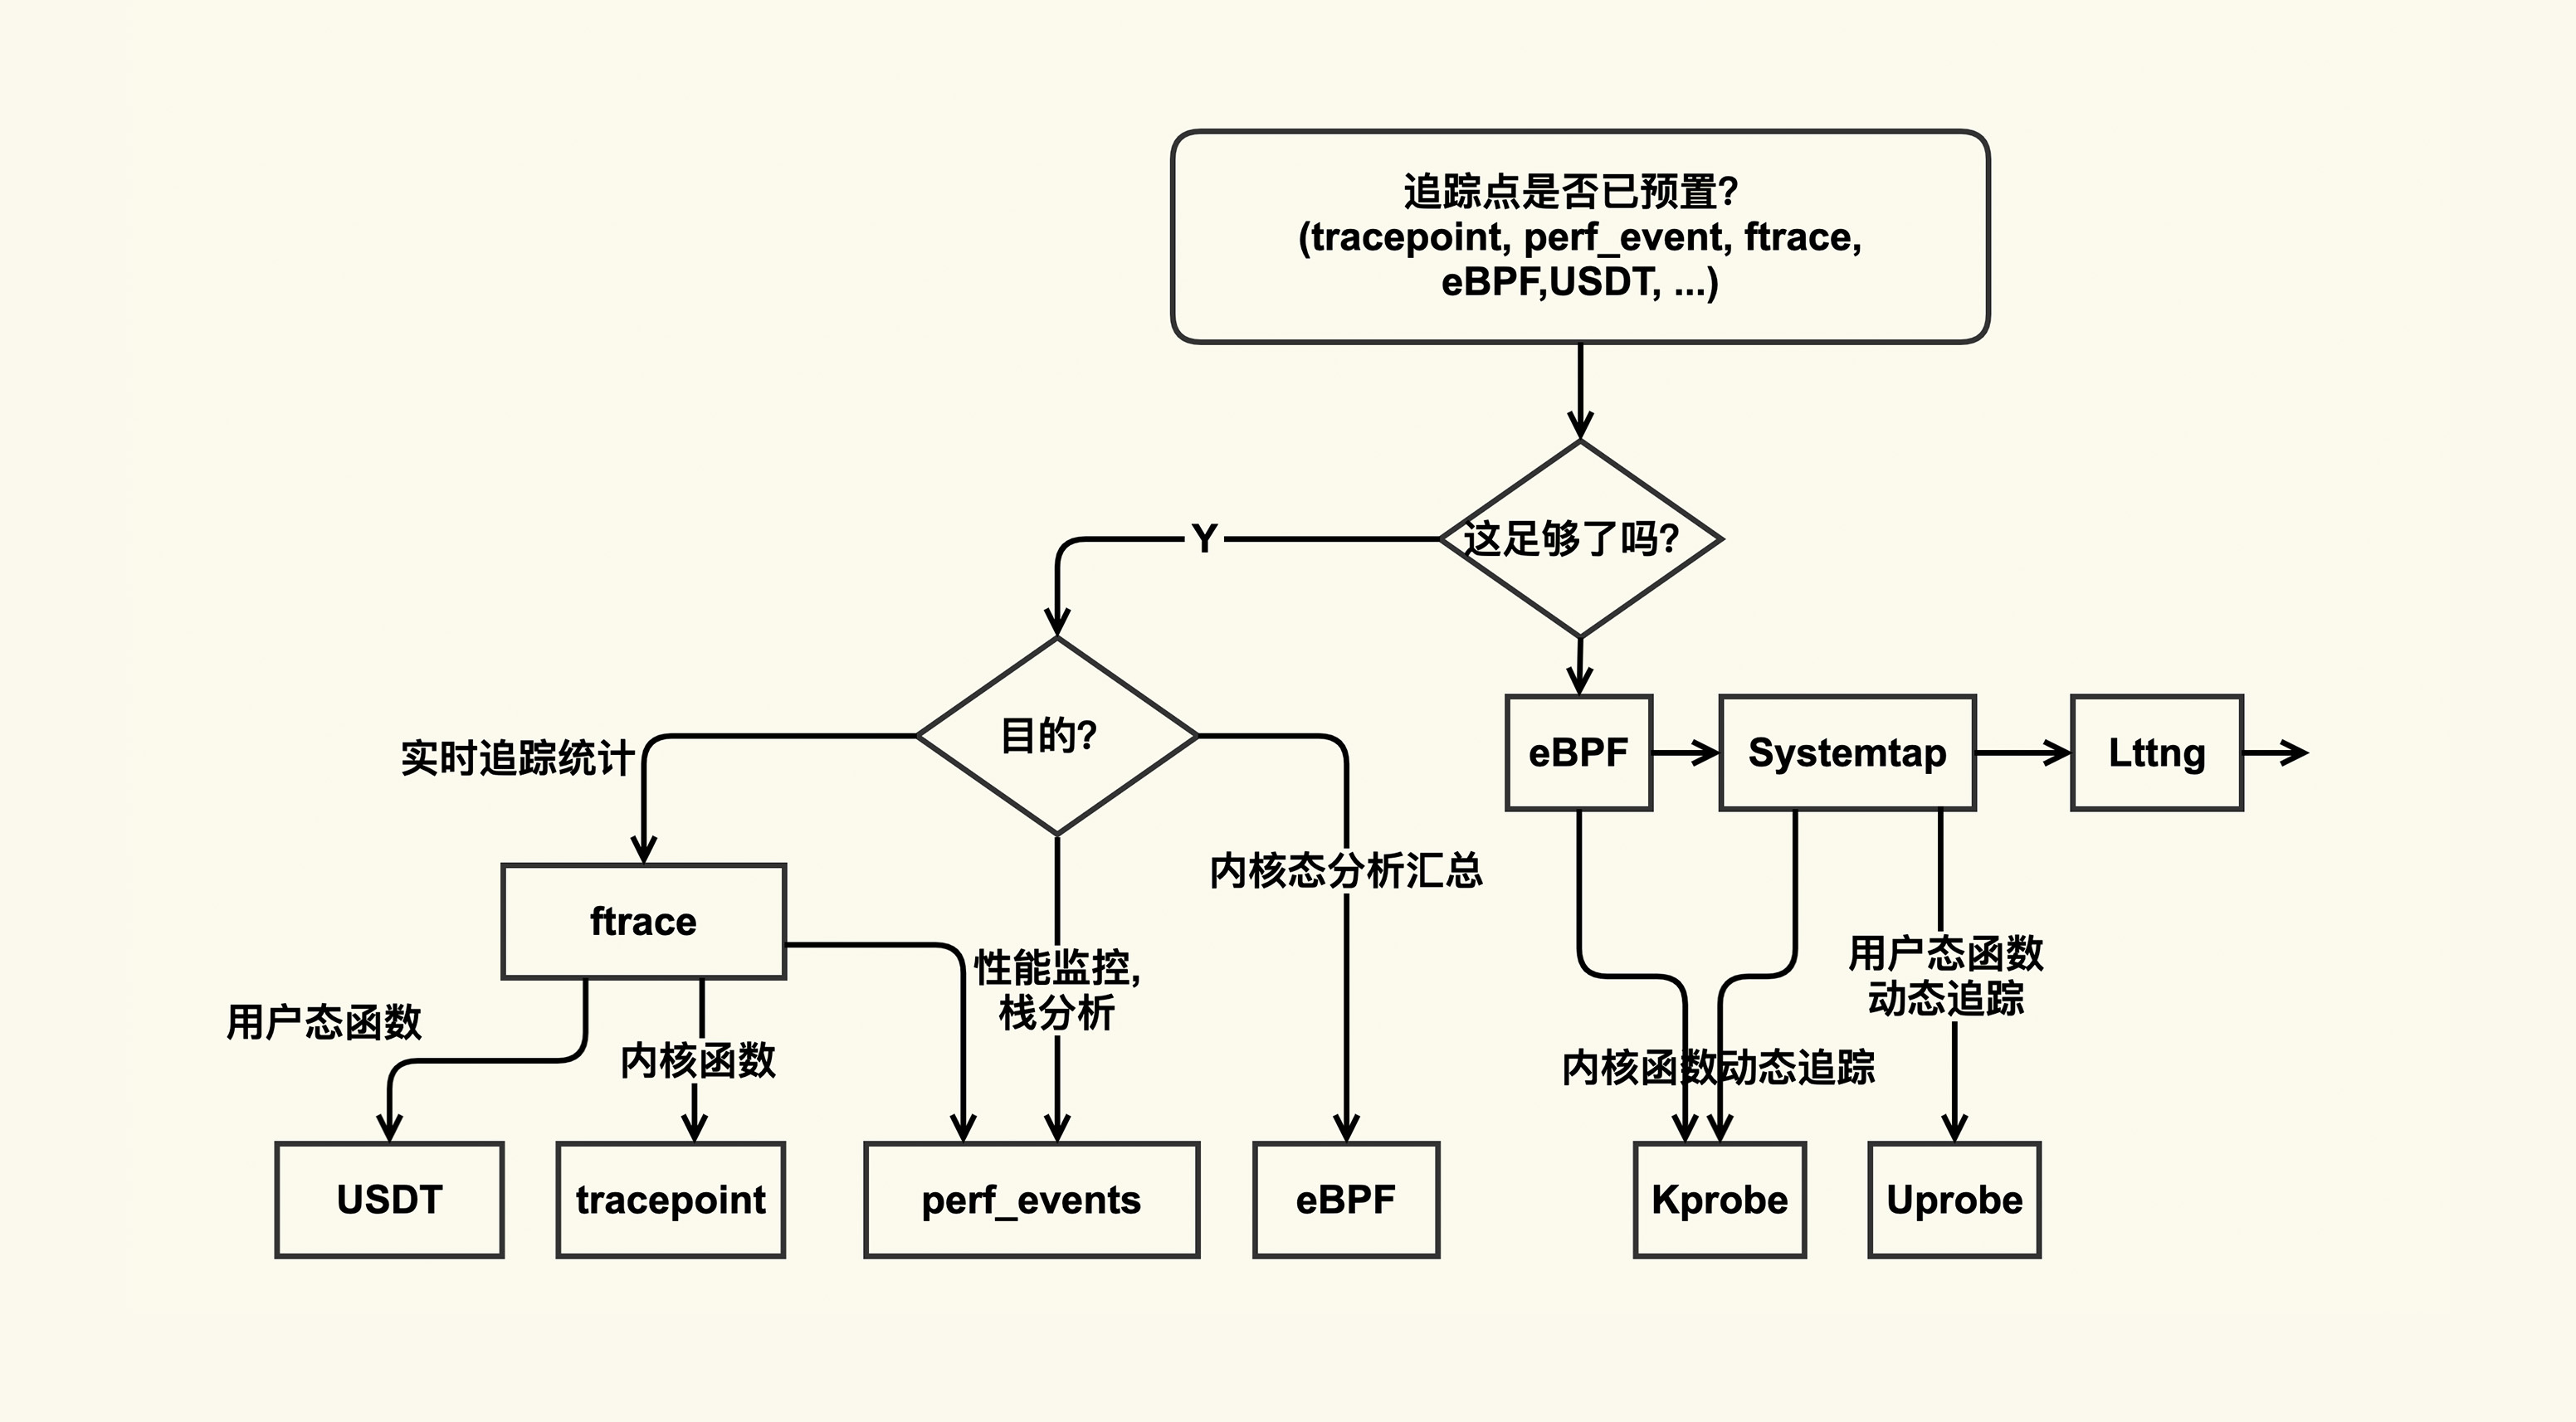 追踪点是否已预置?
(tracepoint, perf_event, ftrace,
eBPF,USDT, ...)
这足够了吗?
Y
目的?
实时追踪统计
eBPF
Systemtap
Lttng
内核态分析汇总
ftrace
性能监控,
栈分析
用户态函数
动态追踪
用户态函数
内核函数
内核函数动态追踪
USDT
tracepoint
perf_events
eBPF
Kprobe
Uprobe